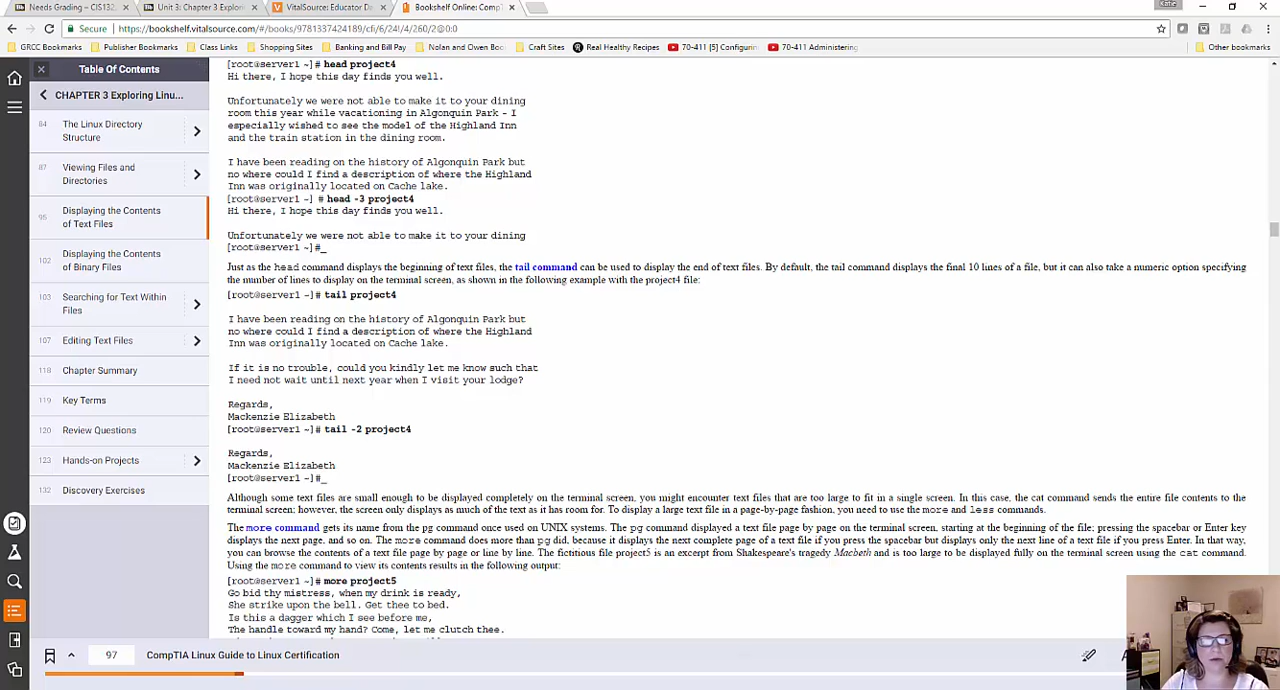 Needs Grading – CIS132
Unit 3: Chapter 3 Explori
VitalSource: Educator D
Bookshelf Online: Comp
Katie
Secure
https://bookshelf.vitalsource.com/#/books/9781337424189/cfi/6/24!/4/260/2@0:0
GRCC Bookmarks
Publisher Bookmarks
Class Links
Shopping Sites
Banking and Bill Pay
Nolan and Owen Boo
Craft Sites
Real Healthy Recipes
70-411 [5] Configurin
70-411 Administering
Other bookmarks
Table Of Contents
CHAPTER 3 Exploring Linu...
84 The Linux Directory
Structure
87 Viewing Files and
Directories
95 Displaying the Contents
of Text Files
102 Displaying the Contents
of Binary Files
103 Searching for Text Within
Files
107 Editing Text Files
118 Chapter Summary
119 Key Terms
120 Review Questions
123 Hands-on Projects
132 Discovery Exercises
[root@server1 ~]# head project4
Hi there, I hope this day finds you well.
Unfortunately we were not able to make it to your dining
room this year while vacationing in Algonquin Park - I
especially wished to see the model of the Highland Inn
and the train station in the dining room.
I have been reading on the history of Algonquin Park but
no where could I find a description of where the Highland
Inn was originally located on Cache lake.
[root@server1 ~] # head -3 project4
Hi there, I hope this day finds you well.
Unfortunately we were not able to make it to your dining
[root@server1 ~]#_
Just as the head command displays the beginning of text files, the tail command can be used to display the end of text files. By default, the tail command displays the final 10 lines of a file, but it can also take a numeric option specifying
the number of lines to display on the terminal screen, as shown in the following example with the project4 file:
[root@server1 ~]# tail project4
I have been reading on the history of Algonquin Park but
no where could I find a description of where the Highland
Inn was originally located on Cache lake.
If it is no trouble, could you kindly let me know such that
I need not wait until next year when I visit your lodge?
Regards,
Mackenzie Elizabeth
[root@server1 ~]# tail -2 project4
Regards,
Mackenzie Elizabeth
[root@server1 ~]#_
Although some text files are small enough to be displayed completely on the terminal screen, you might encounter text files that are too large to fit in a single screen. In this case, the cat command sends the entire file contents to the
terminal screen; however, the screen only displays as much of the text as it has room for. To display a large text file in a page-by-page fashion, you need to use the more and less commands.
The more command gets its name from the pg command once used on UNIX systems. The pg command displayed a text file page by page on the terminal screen, starting at the beginning of the file; pressing the spacebar or Enter key
displays the next page, and so on. The more command does more than pg did, because it displays the next complete page of a text file if you press the spacebar but displays only the next line of a text file if you press Enter. In that way,
you can browse the contents of a text file page by page or line by line. The fictitious file project5 is an excerpt from Shakespeare's tragedy Macbeth and is too large to be displayed fully on the terminal screen using the cat command.
Using the more command to view its contents results in the following output:
[root@server1 ~]# more project5
Go bid thy mistress, when my drink is ready,
She strike upon the bell. Get thee to bed.
Is this a dagger which I see before me,
The handle toward my hand? Come, let me clutch thee.
97
CompTIA Linux Guide to Linux Certification